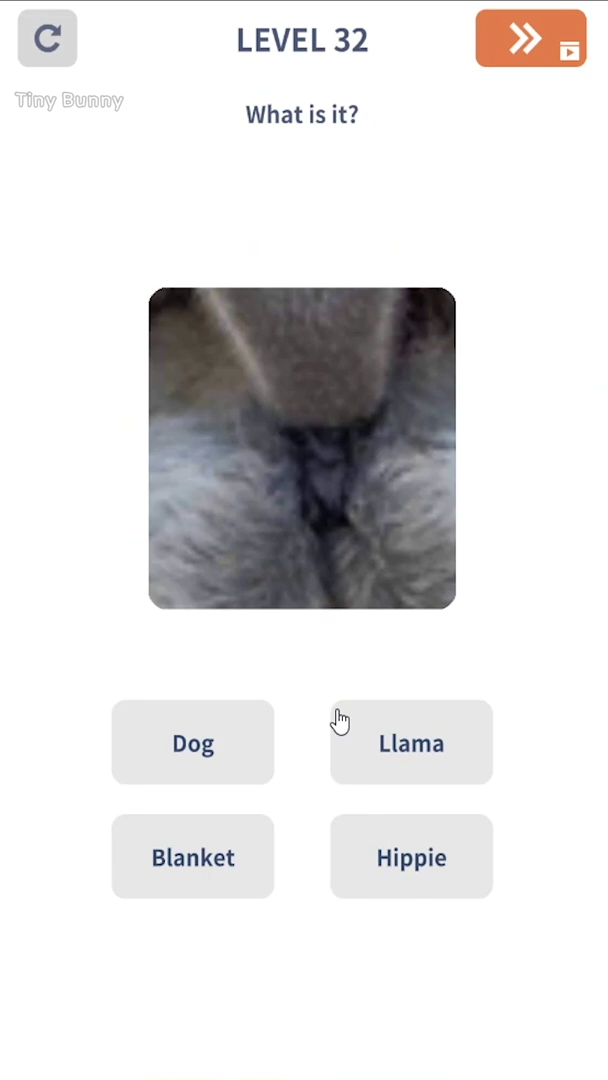 LEVEL 32
Tiny Bunny
What is it?
Dog
Llama
Blanket
Hippie